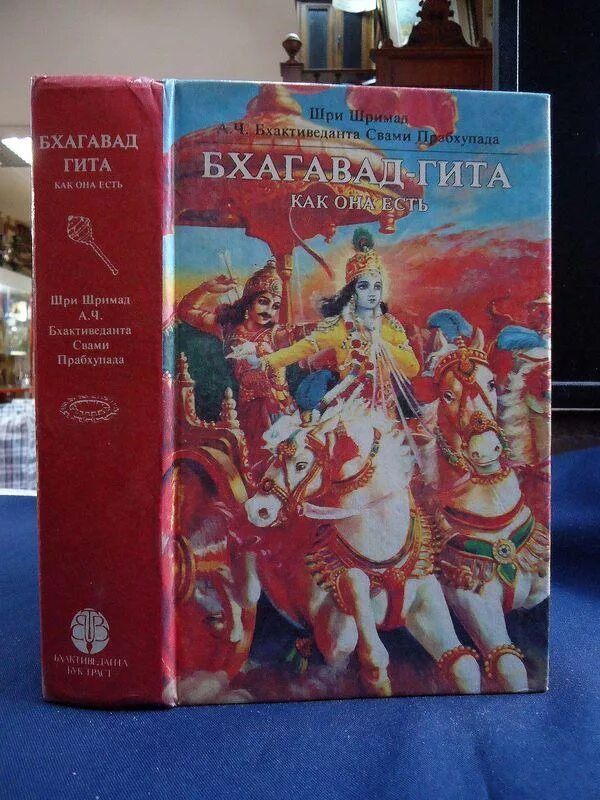 БХАГАВАД
ГИТА
КАК ОНА ЕСТЬ
Шри Шримад
А.Ч.
Бхактиведанта
Свами
Прабхупада
БХАКТИВЕДАНТА
БУК ТРАСТ
Шри Шримад
А.Ч. Бхактиведанта Свами Прабхупада
БХАГАВАД-ГИТА
КАК ОНА ЕСТЬ